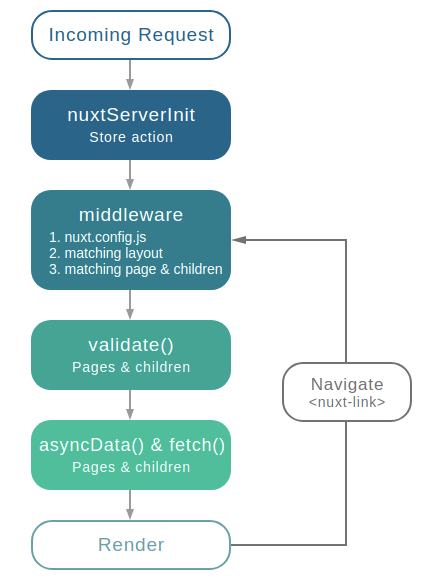 Incoming Request
nuxtServerInit
Store action
middleware
1. nuxt.config.js
2. matching layout
3. matching page & children
validate()
Pages & children
Navigate
<nuxt-link>
asyncData() & fetch()
Pages & children
Render